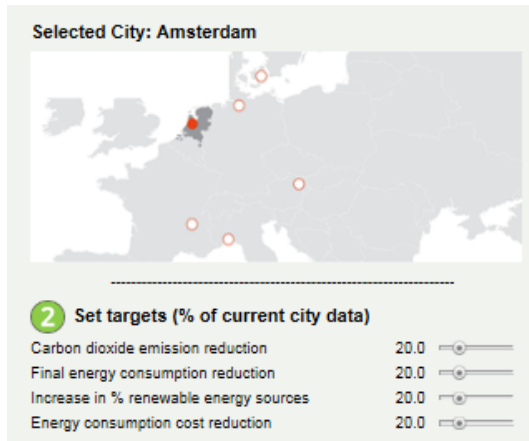 Selected City: Amsterdam
--------------------------------------------------------------------
2 Set targets (% of current city data)
Carbon dioxide emission reduction 20.0
Final energy consumption reduction 20.0
Increase in % renewable energy sources 20.0
Energy consumption cost reduction 20.0